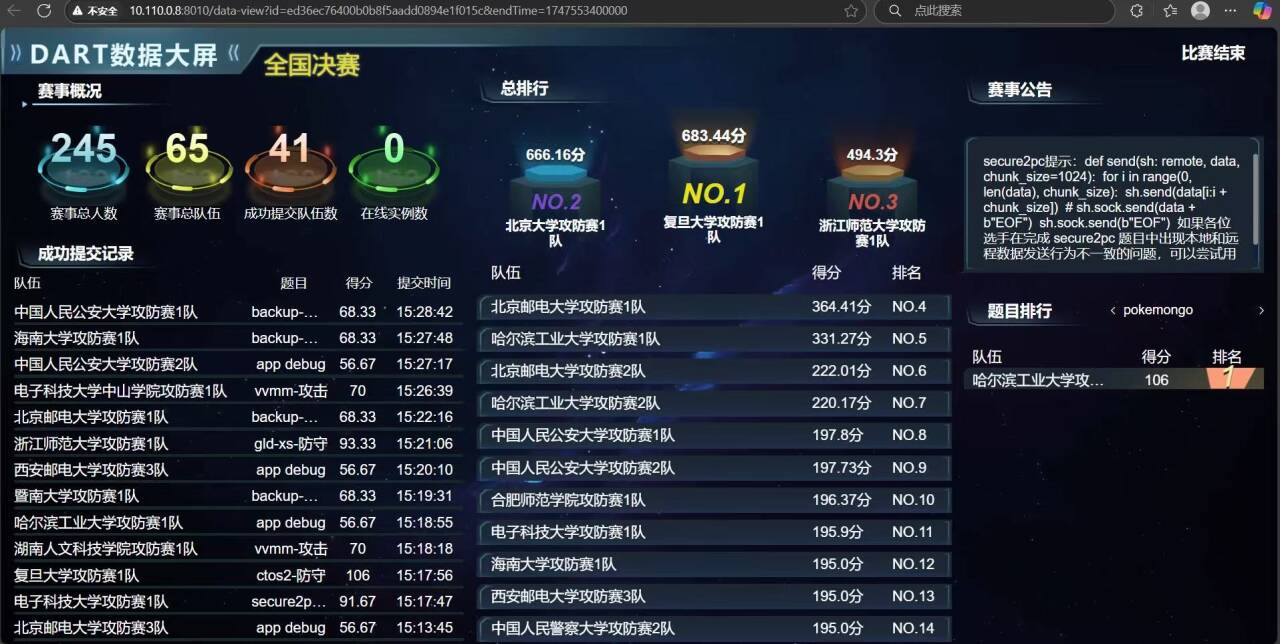 不安全
10.110.0.8:8010/data-view?id=ed36ec76400b0b8f5aadd0894e1f015c&endTime=1747553400000
点此搜索
DART数据大屏
全国决赛
比赛结束
赛事概况
245
65
41
0
赛事总人数
赛事总队伍
成功提交队伍数
在线实例数
成功提交记录
队伍 题目 得分 提交时间
中国人民公安大学攻防赛1队 backup-... 68.33 15:28:42
海南大学攻防赛1队 backup-... 68.33 15:27:48
中国人民公安大学攻防赛2队 app debug 56.67 15:27:17
电子科技大学中山学院攻防赛1队 vvmm-攻击 70 15:26:39
北京邮电大学攻防赛1队 backup-... 68.33 15:22:16
浙江师范大学攻防赛1队 gld-xs-防守 93.33 15:21:06
西安邮电大学攻防赛3队 app debug 56.67 15:20:10
暨南大学攻防赛1队 backup-... 68.33 15:19:31
哈尔滨工业大学攻防赛1队 app debug 56.67 15:18:55
湖南人文科技学院攻防赛1队 vvmm-攻击 70 15:18:18
复旦大学攻防赛1队 ctos2-防守 106 15:17:56
电子科技大学攻防赛1队 secure2p... 91.67 15:17:47
北京邮电大学攻防赛3队 app debug 56.67 15:13:45
总排行
666.16分
NO.2
北京大学攻防赛1
队
683.44分
NO.1
复旦大学攻防赛1
队
494.3分
NO.3
浙江师范大学攻防
赛1队
队伍 得分 排名
北京邮电大学攻防赛1队 364.41分 NO.4
哈尔滨工业大学攻防赛1队 331.27分 NO.5
北京邮电大学攻防赛2队 222.01分 NO.6
哈尔滨工业大学攻防赛2队 220.17分 NO.7
中国人民公安大学攻防赛1队 197.8分 NO.8
中国人民公安大学攻防赛2队 197.73分 NO.9
合肥师范学院攻防赛1队 196.37分 NO.10
电子科技大学攻防赛1队 195.9分 NO.11
海南大学攻防赛1队 195.0分 NO.12
西安邮电大学攻防赛3队 195.0分 NO.13
中国人民警察大学攻防赛2队 195.0分 NO.14
赛事公告
secure2pc提示：def send(sh: remote, data,
chunk_size=1024): for i in range(0,
len(data), chunk_size): sh.send(data[i:i +
chunk_size]) # sh.sock.send(data +
b"EOF") sh.sock.send(b"EOF") 如果各位
选手在完成 secure2pc 题目中出现本地和远
程数据发送行为不一致的问题，可以尝试用
题目排行
< pokemongo >
队伍 得分 排名
哈尔滨工业大学攻... 106 1